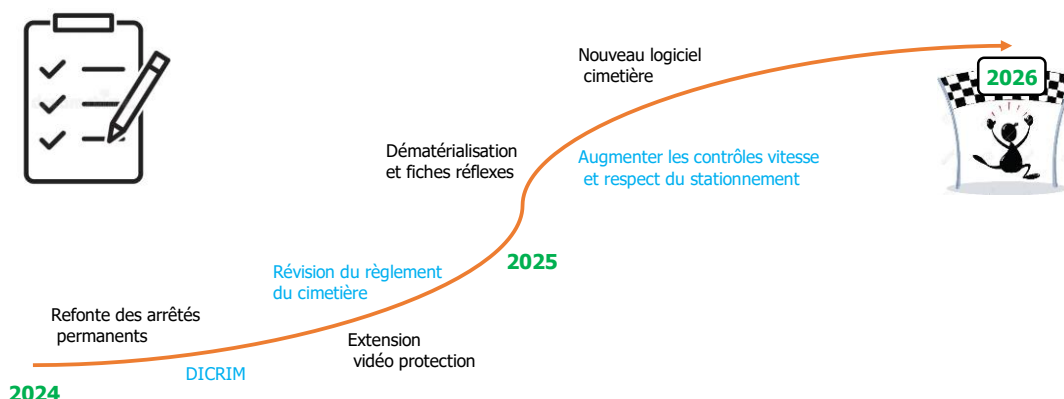 Nouveau logiciel
cimetière
2026
Dématérialisation
et fiches réflexes
Augmenter les contrôles vitesse
et respect du stationnement
2025
Révision du règlement
du cimetière
Refonte des arrêtés
permanents
Extension
vidéo protection
DICRIM
2024